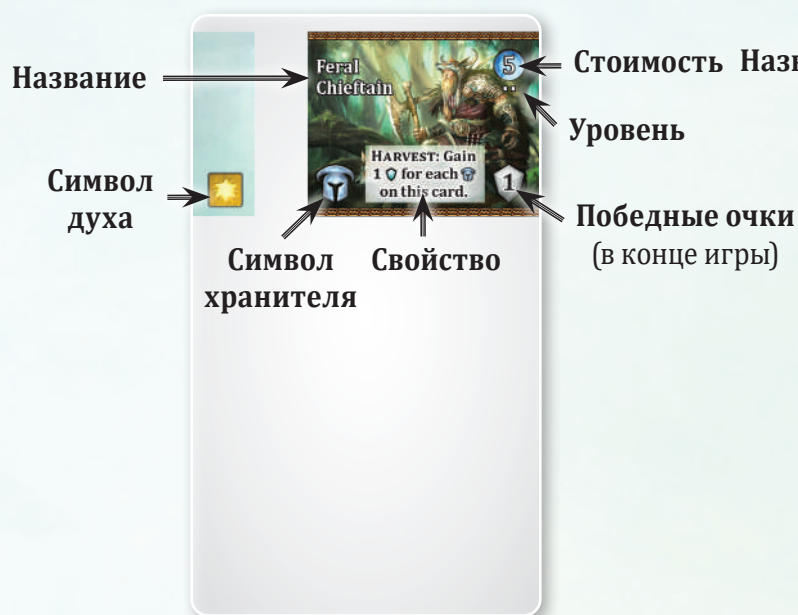 Название
Символ
духа
Feral
Chieftain
5
HARVEST: Gain
1 for each
on this card.
1
Стоимость
Уровень
Победные очки
(в конце игры)
Символ
хранителя
Свойство